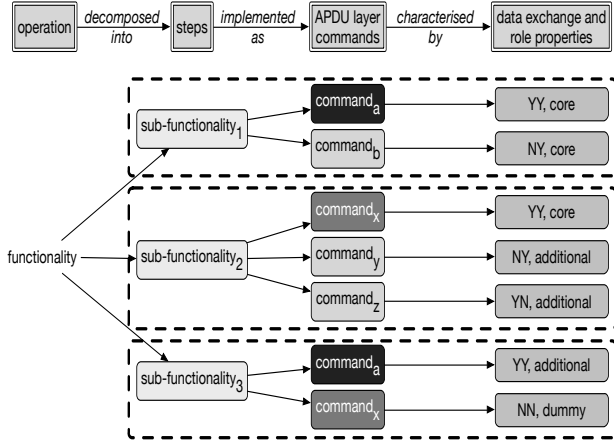 operation decomposed into steps implemented as APDU layer commands characterised by data exchange and role properties
sub-functionality1 commanda YY, core
commandb NY, core
commandx YY, core
functionality sub-functionality2 commandy NY, additional
commandz YN, additional
sub-functionality3 commanda YY, additional
commandx NN, dummy